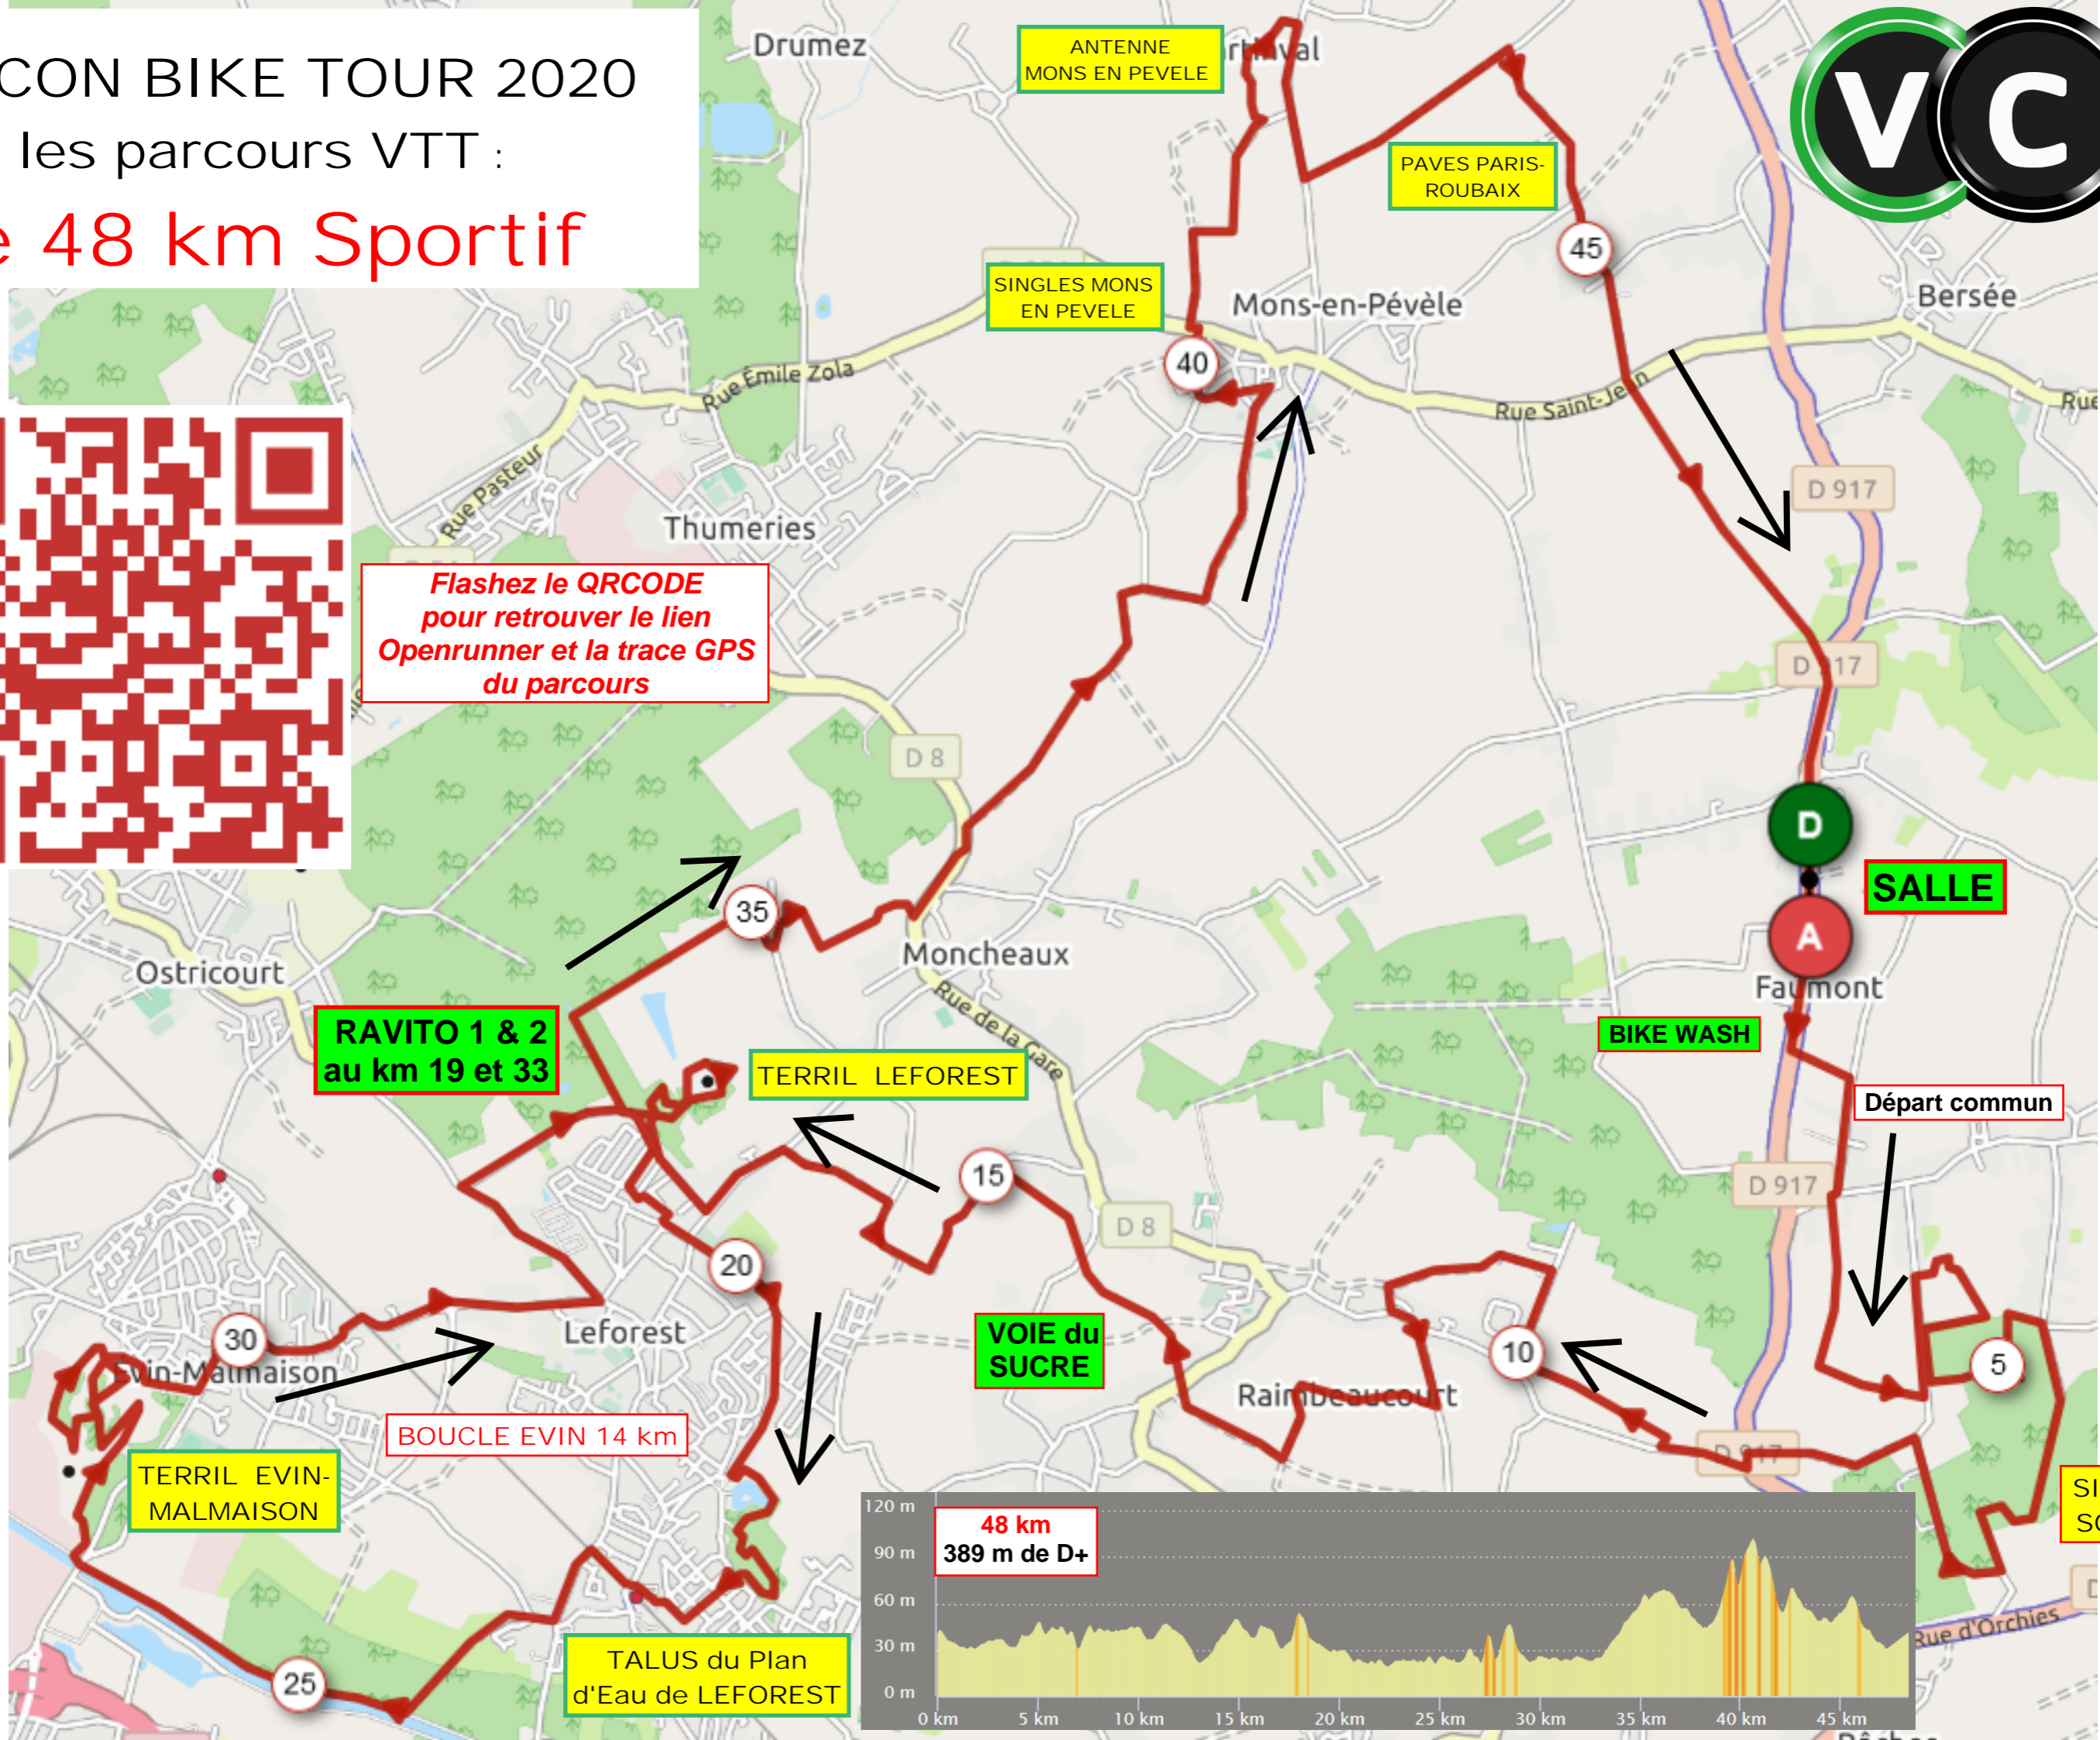 CON BIKE TOUR 2020
les parcours VTT :
48 km Sportif
Drumez
ANTENNE
MONS EN PEVELE
VC
PAVES PARIS-
ROUBAIX
45
SINGLES MONS
EN PEVELE
Mons-en-Pévèle
Bersée
40
Rue Émile Zola
Rue Saint-Jean
Rue
Rue Pasteur
D 917
Thumeries
Flashez le QRCODE
pour retrouver le lien
Openrunner et la trace GPS
du parcours
D 917
D 8
D
SALLE
35
A
Moncheaux
Faumont
Ostricourt
Rue de la Gare
RAVITO 1 & 2
au km 19 et 33
BIKE WASH
TERRIL LEFOREST
Départ commun
15
D 917
D 8
20
30
Leforest
VOIE du
SUCRE
10
5
Evin-Malmaison
Raimbeaucourt
BOUCLE EVIN 14 km
D 917
TERRIL EVIN-
MALMAISON
SI
SC
48 km
389 m de D+
120 m
90 m
60 m
30 m
0 m
0 km 5 km 10 km 15 km 20 km 25 km 30 km 35 km 40 km 45 km
Rue d'Orchies
TALUS du Plan
d'Eau de LEFOREST
25